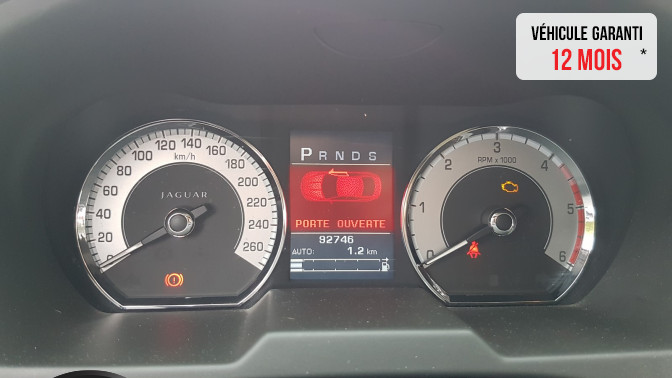 VÉHICULE GARANTI
12 MOIS *
0 20 40 60 80 100 120 140 160 180 200 220 240 260
km/h
JAGUAR
P R N D S
PORTE OUVERTE
92746
AUTO: 1.2 km
0 1 2 3 4 5 6
RPM x 1000